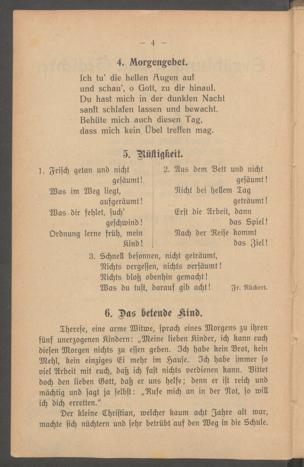 — 4 —
4. Morgengebet.
Ich tu' die hellen Augen auf
und schau', o Gott, zu dir hinauf.
Du hast mich in der dunklen Nacht
sanft schlafen lassen und bewacht.
Behüte mich auch diesen Tag,
dass mich kein Übel treffen mag.
5. Rüstigkeit.
1. Frisch getan und nicht
gesäumt!
Was im Weg liegt,
aufgeräumt!
Was dir fehlet, such'
geschwind!
Ordnung lerne früh, mein
Kind!
2. Aus dem Bett und nicht
gesäumt!
Nicht bei hellem Tag
geträumt!
Erst die Arbeit, dann
das Spiel!
Nach der Reise kommt
das Ziel!
3. Schnell besonnen, nicht geträumt,
Nichts vergessen, nichts versäumt!
Nichts bloß obenhin gemacht!
Was du tust, darauf gib acht! Fr. Rückert.
6. Das betende Kind.
Therese, eine arme Witwe, sprach eines Morgens zu ihren
fünf unerzogenen Kindern: „Meine lieben Kinder, ich kann euch
diesen Morgen nichts zu essen geben. Ich habe kein Brot, kein
Mehl, kein einziges Ei mehr im Hause. Ich habe immer so
viel Arbeit mit euch, daß ich fast nichts verdienen kann. Bittet
doch den lieben Gott, daß er uns helfe; denn er ist reich und
mächtig und sagt ja selbst: „Rufe mich an in der Not, so will
ich dich erretten.“
Der kleine Christian, welcher kaum acht Jahre alt war,
machte sich nüchtern und sehr betrübt auf den Weg in die Schule.